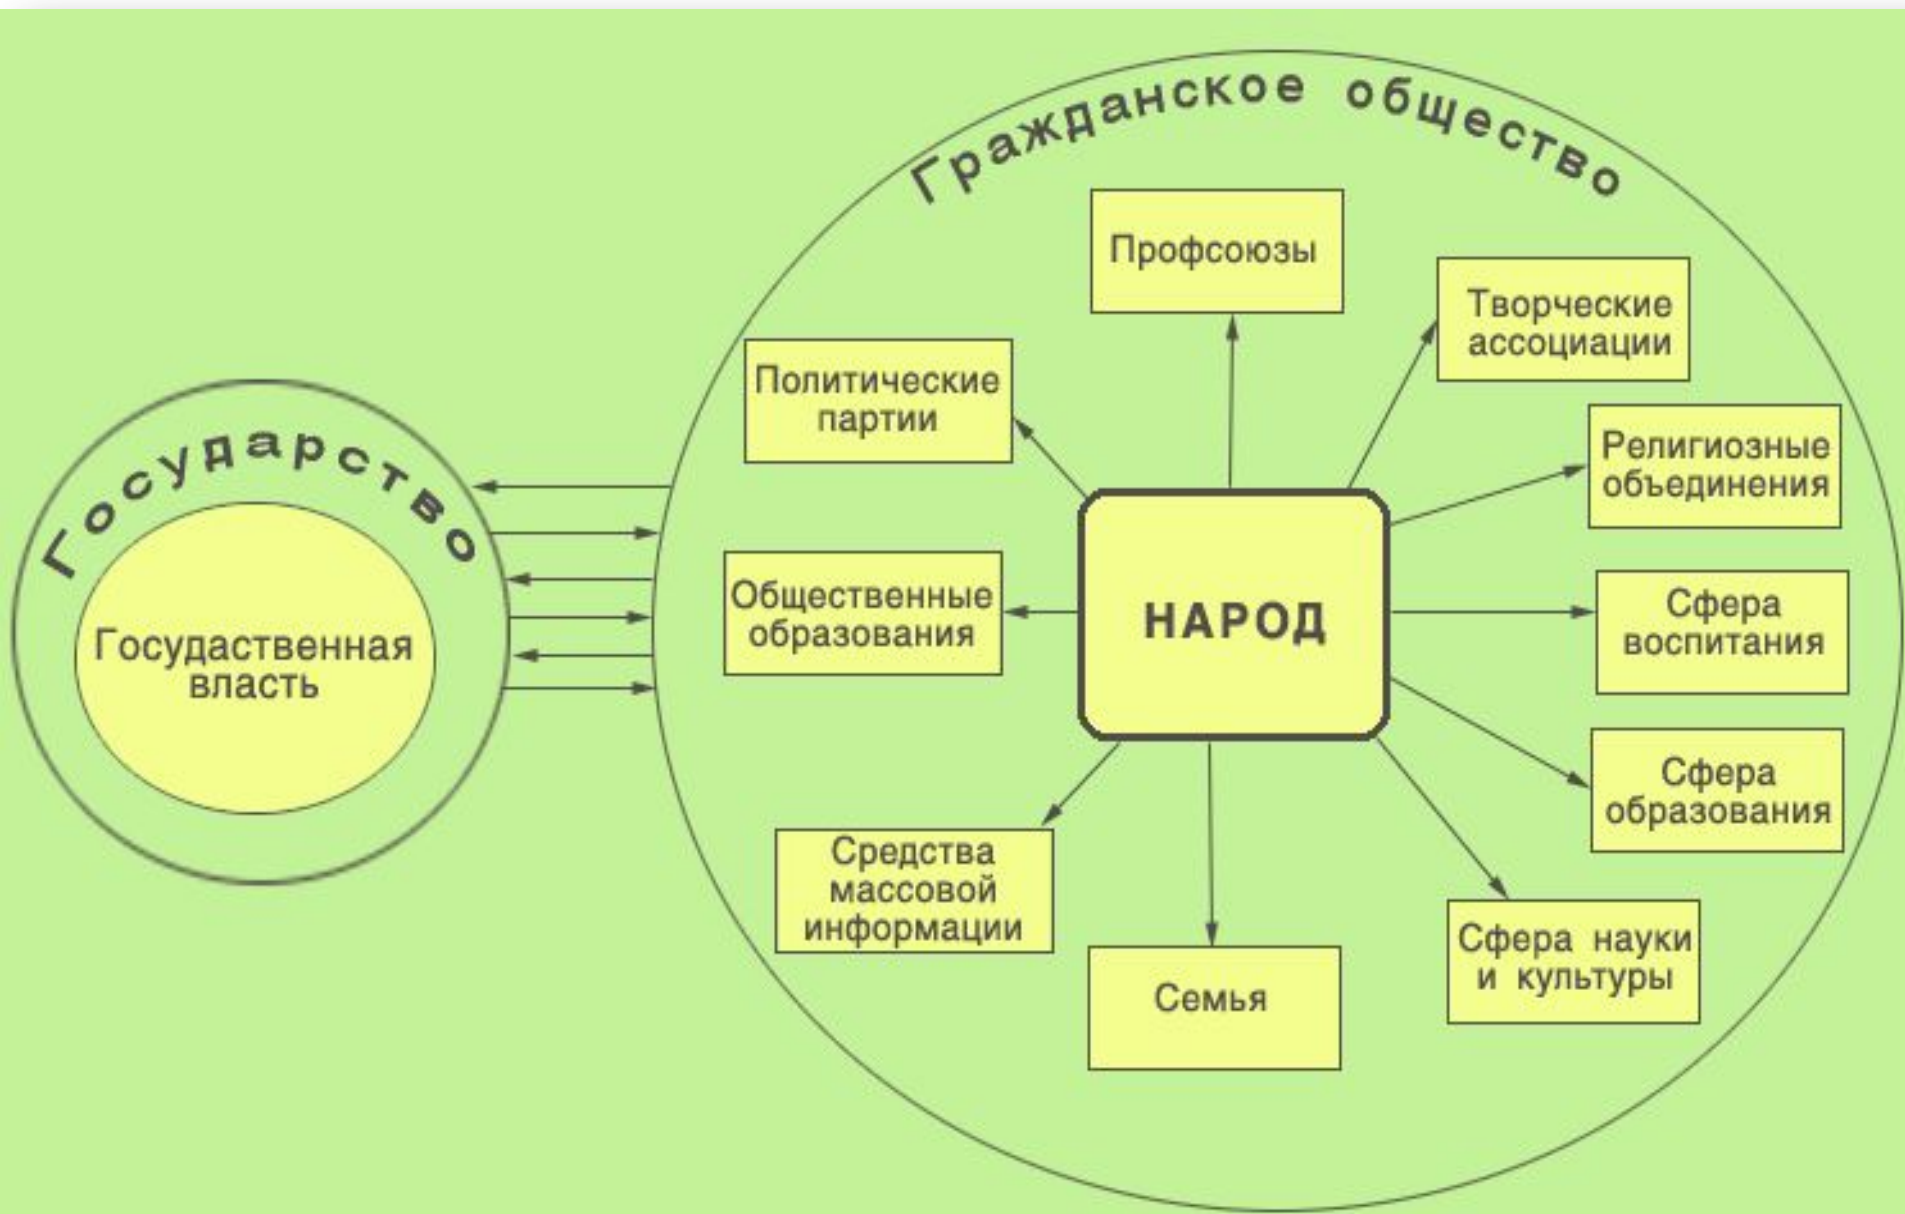 Гражданское общество
Профсоюзы
Творческие
ассоциации
Политические
партии
Религиозные
объединения
Государство
Государственная
власть
Общественные
образования
НАРОД
Сфера
воспитания
Сфера
образования
Средства
массовой
информации
Семья
Сфера науки
и культуры